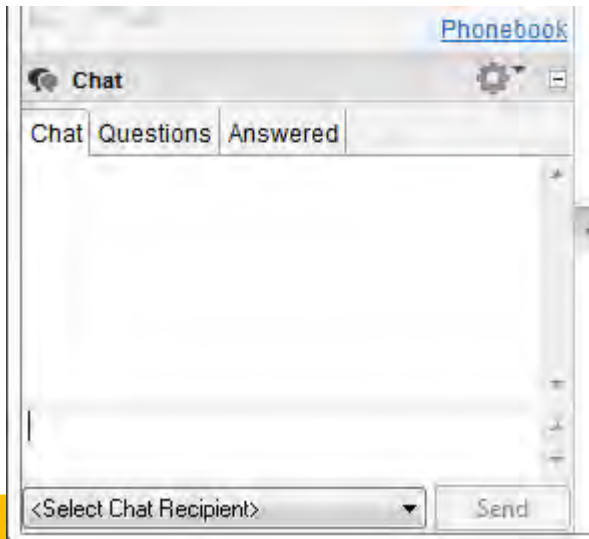 Phonebook
Chat
Chat Questions Answered
<Select Chat Recipient> Send